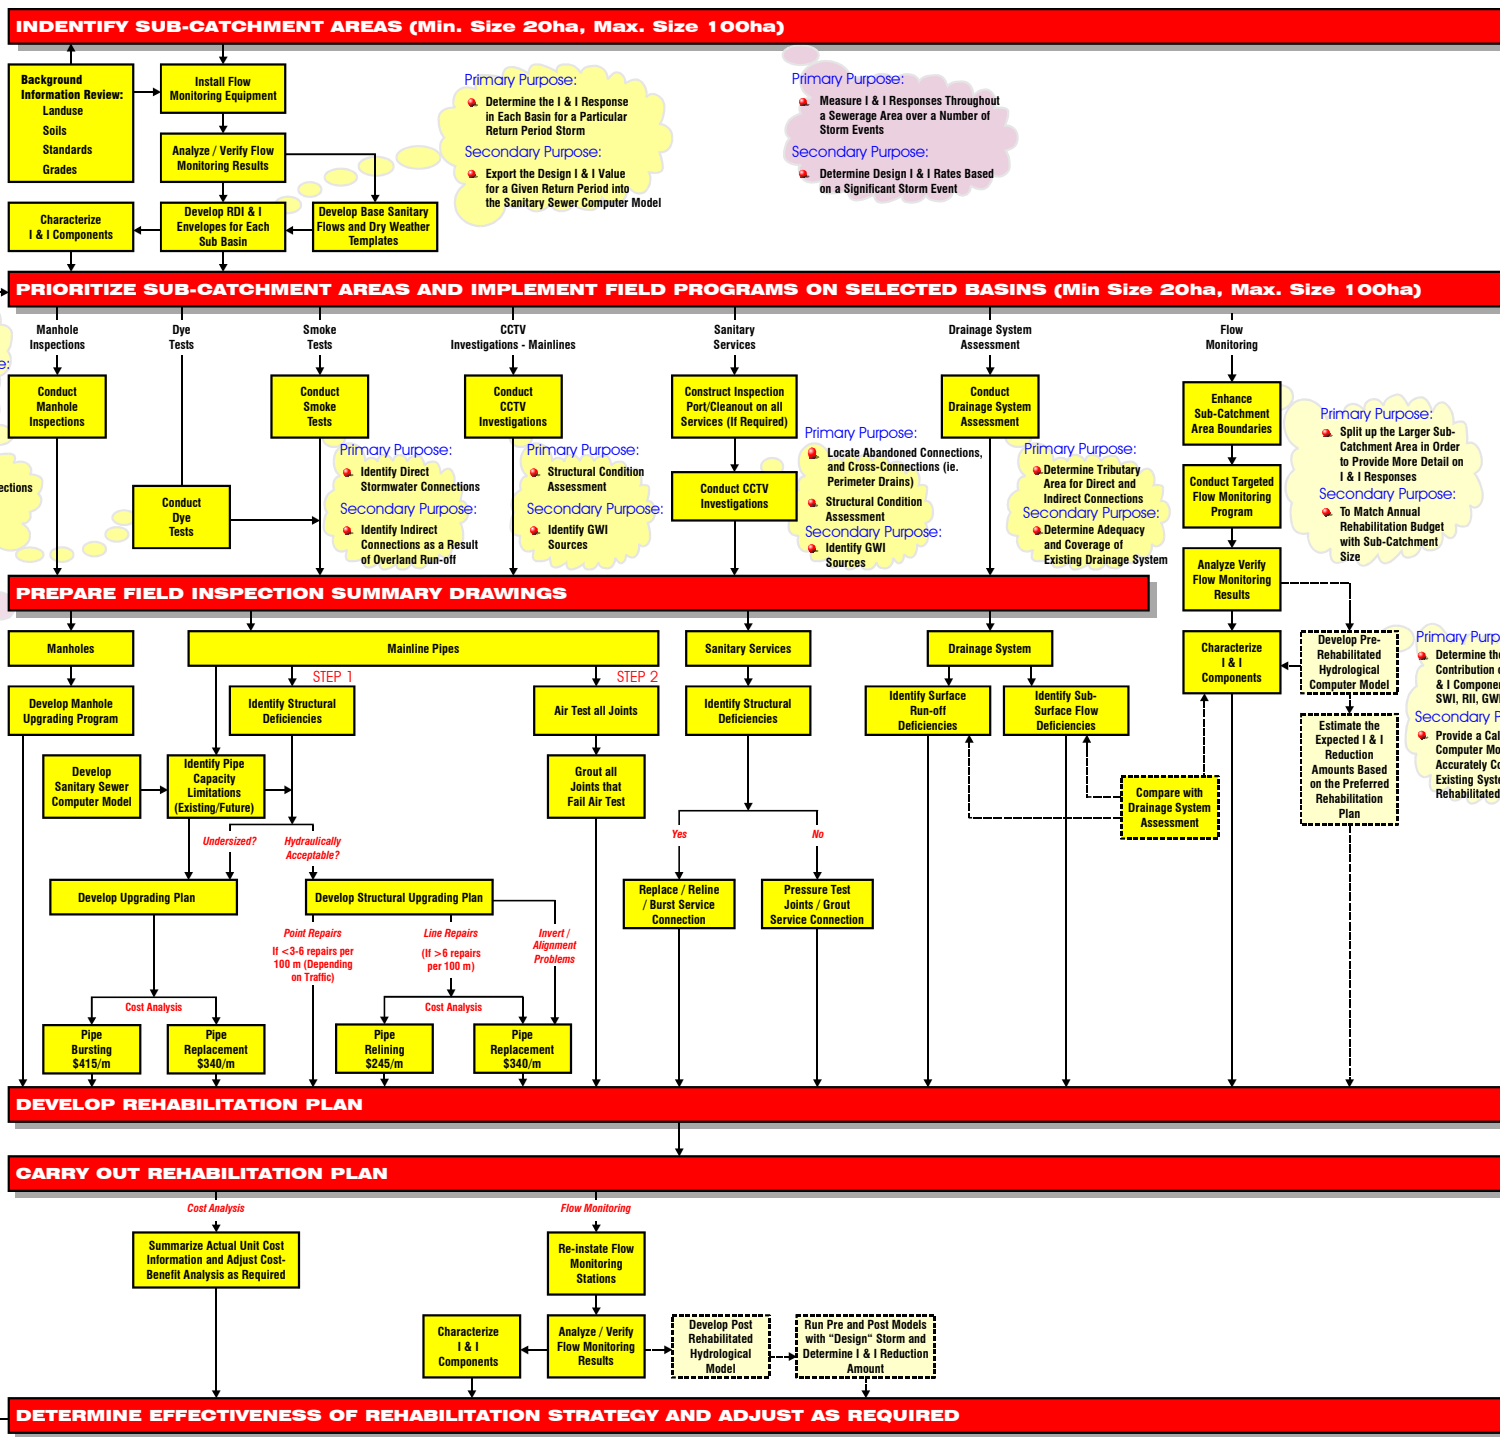 INDENTIFY SUB-CATCHMENT AREAS (Min. Size 20ha, Max. Size 100ha)
Background
Information Review:
Landuse
Soils
Standards
Grades
Install Flow
Monitoring Equipment
Analyze / Verify Flow
Monitoring Results
Characterize
I & I Components
Develop RDI & I
Envelopes for Each
Sub Basin
Develop Base Sanitary
Flows and Dry Weather
Templates
Primary Purpose:
Determine the I & I Response
in Each Basin for a Particular
Return Period Storm
Secondary Purpose:
Export the Design I & I Value
for a Given Return Period into
the Sanitary Sewer Computer Model
Primary Purpose:
Measure I & I Responses Throughout
a Sewerage Area over a Number of
Storm Events
Secondary Purpose:
Determine Design I & I Rates Based
on a Significant Storm Event
PRIORITIZE SUB-CATCHMENT AREAS AND IMPLEMENT FIELD PROGRAMS ON SELECTED BASINS (Min Size 20ha, Max. Size 100ha)
Manhole
Inspections
Dye
Tests
Smoke
Tests
CCTV
Investigations - Mainlines
Sanitary
Services
Drainage System
Assessment
Flow
Monitoring
e:
ections
Conduct
Manhole
Inspections
Conduct
Dye
Tests
Conduct
Smoke
Tests
Primary Purpose:
Identify Direct
Stormwater Connections
Secondary Purpose:
Identify Indirect
Connections as a Result
of Overland Run-off
Conduct
CCTV
Investigations
Primary Purpose:
Structural Condition
Assessment
Secondary Purpose:
Identify GWI
Sources
Construct Inspection
Port/Cleanout on all
Services (If Required)
Conduct CCTV
Investigations
Primary Purpose:
Locate Abandoned Connections,
and Cross-Connections (ie.
Perimeter Drains)
Structural Condition
Assessment
Secondary Purpose:
Identify GWI
Sources
Conduct
Drainage System
Assessment
Primary Purpose:
Determine Tributary
Area for Direct and
Indirect Connections
Secondary Purpose:
Determine Adequacy
and Coverage of
Existing Drainage System
Enhance
Sub-Catchment
Area Boundaries
Conduct Targeted
Flow Monitoring
Program
Analyze Verify
Flow Monitoring
Results
Primary Purpose:
Split up the Larger Sub-
Catchment Area in Order
to Provide More Detail on
I & I Responses
Secondary Purpose:
To Match Annual
Rehabilitation Budget
with Sub-Catchment
Size
PREPARE FIELD INSPECTION SUMMARY DRAWINGS
Manholes
Mainline Pipes
Sanitary Services
Drainage System
Characterize
I & I
Components
Develop Pre-
Rehabilitated
Hydrological
Computer Model
Primary Purp
Determine the
Contribution o
& I Compone
SWI, RII, GWI
Secondary P
Provide a Cal
Computer Mo
Accurately Co
Existing Syste
Rehabilitated
Estimate the
Expected I & I
Reduction
Amounts Based
on the Preferred
Rehabilitation
Plan
STEP 1
STEP 2
Develop Manhole
Upgrading Program
Identify Structural
Deficiencies
Air Test all Joints
Identify Structural
Deficiencies
Identify Surface
Run-off
Deficiencies
Identify Sub-
Surface Flow
Deficiencies
Develop
Sanitary Sewer
Computer Model
Identify Pipe
Capacity
Limitations
(Existing/Future)
Grout all
Joints that
Fail Air Test
Compare with
Drainage System
Assessment
Undersized?
Hydraulically
Acceptable?
Yes
No
Develop Upgrading Plan
Develop Structural Upgrading Plan
Replace / Reline
/ Burst Service
Connection
Pressure Test
Joints / Grout
Service Connection
Point Repairs
If <3-6 repairs per
100 m (Depending
on Traffic)
Line Repairs
(If >6 repairs
per 100 m)
Invert /
Alignment
Problems
Cost Analysis
Cost Analysis
Pipe
Bursting
$415/m
Pipe
Replacement
$340/m
Pipe
Relining
$245/m
Pipe
Replacement
$340/m
DEVELOP REHABILITATION PLAN
CARRY OUT REHABILITATION PLAN
Cost Analysis
Flow Monitoring
Summarize Actual Unit Cost
Information and Adjust Cost-
Benefit Analysis as Required
Re-instate Flow
Monitoring
Stations
Characterize
I & I
Components
Analyze / Verify
Flow Monitoring
Results
Develop Post
Rehabilitated
Hydrological
Model
Run Pre and Post Models
with "Design" Storm and
Determine I & I Reduction
Amount
DETERMINE EFFECTIVENESS OF REHABILITATION STRATEGY AND ADJUST AS REQUIRED